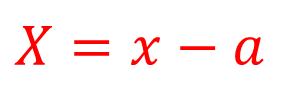 X = x − a